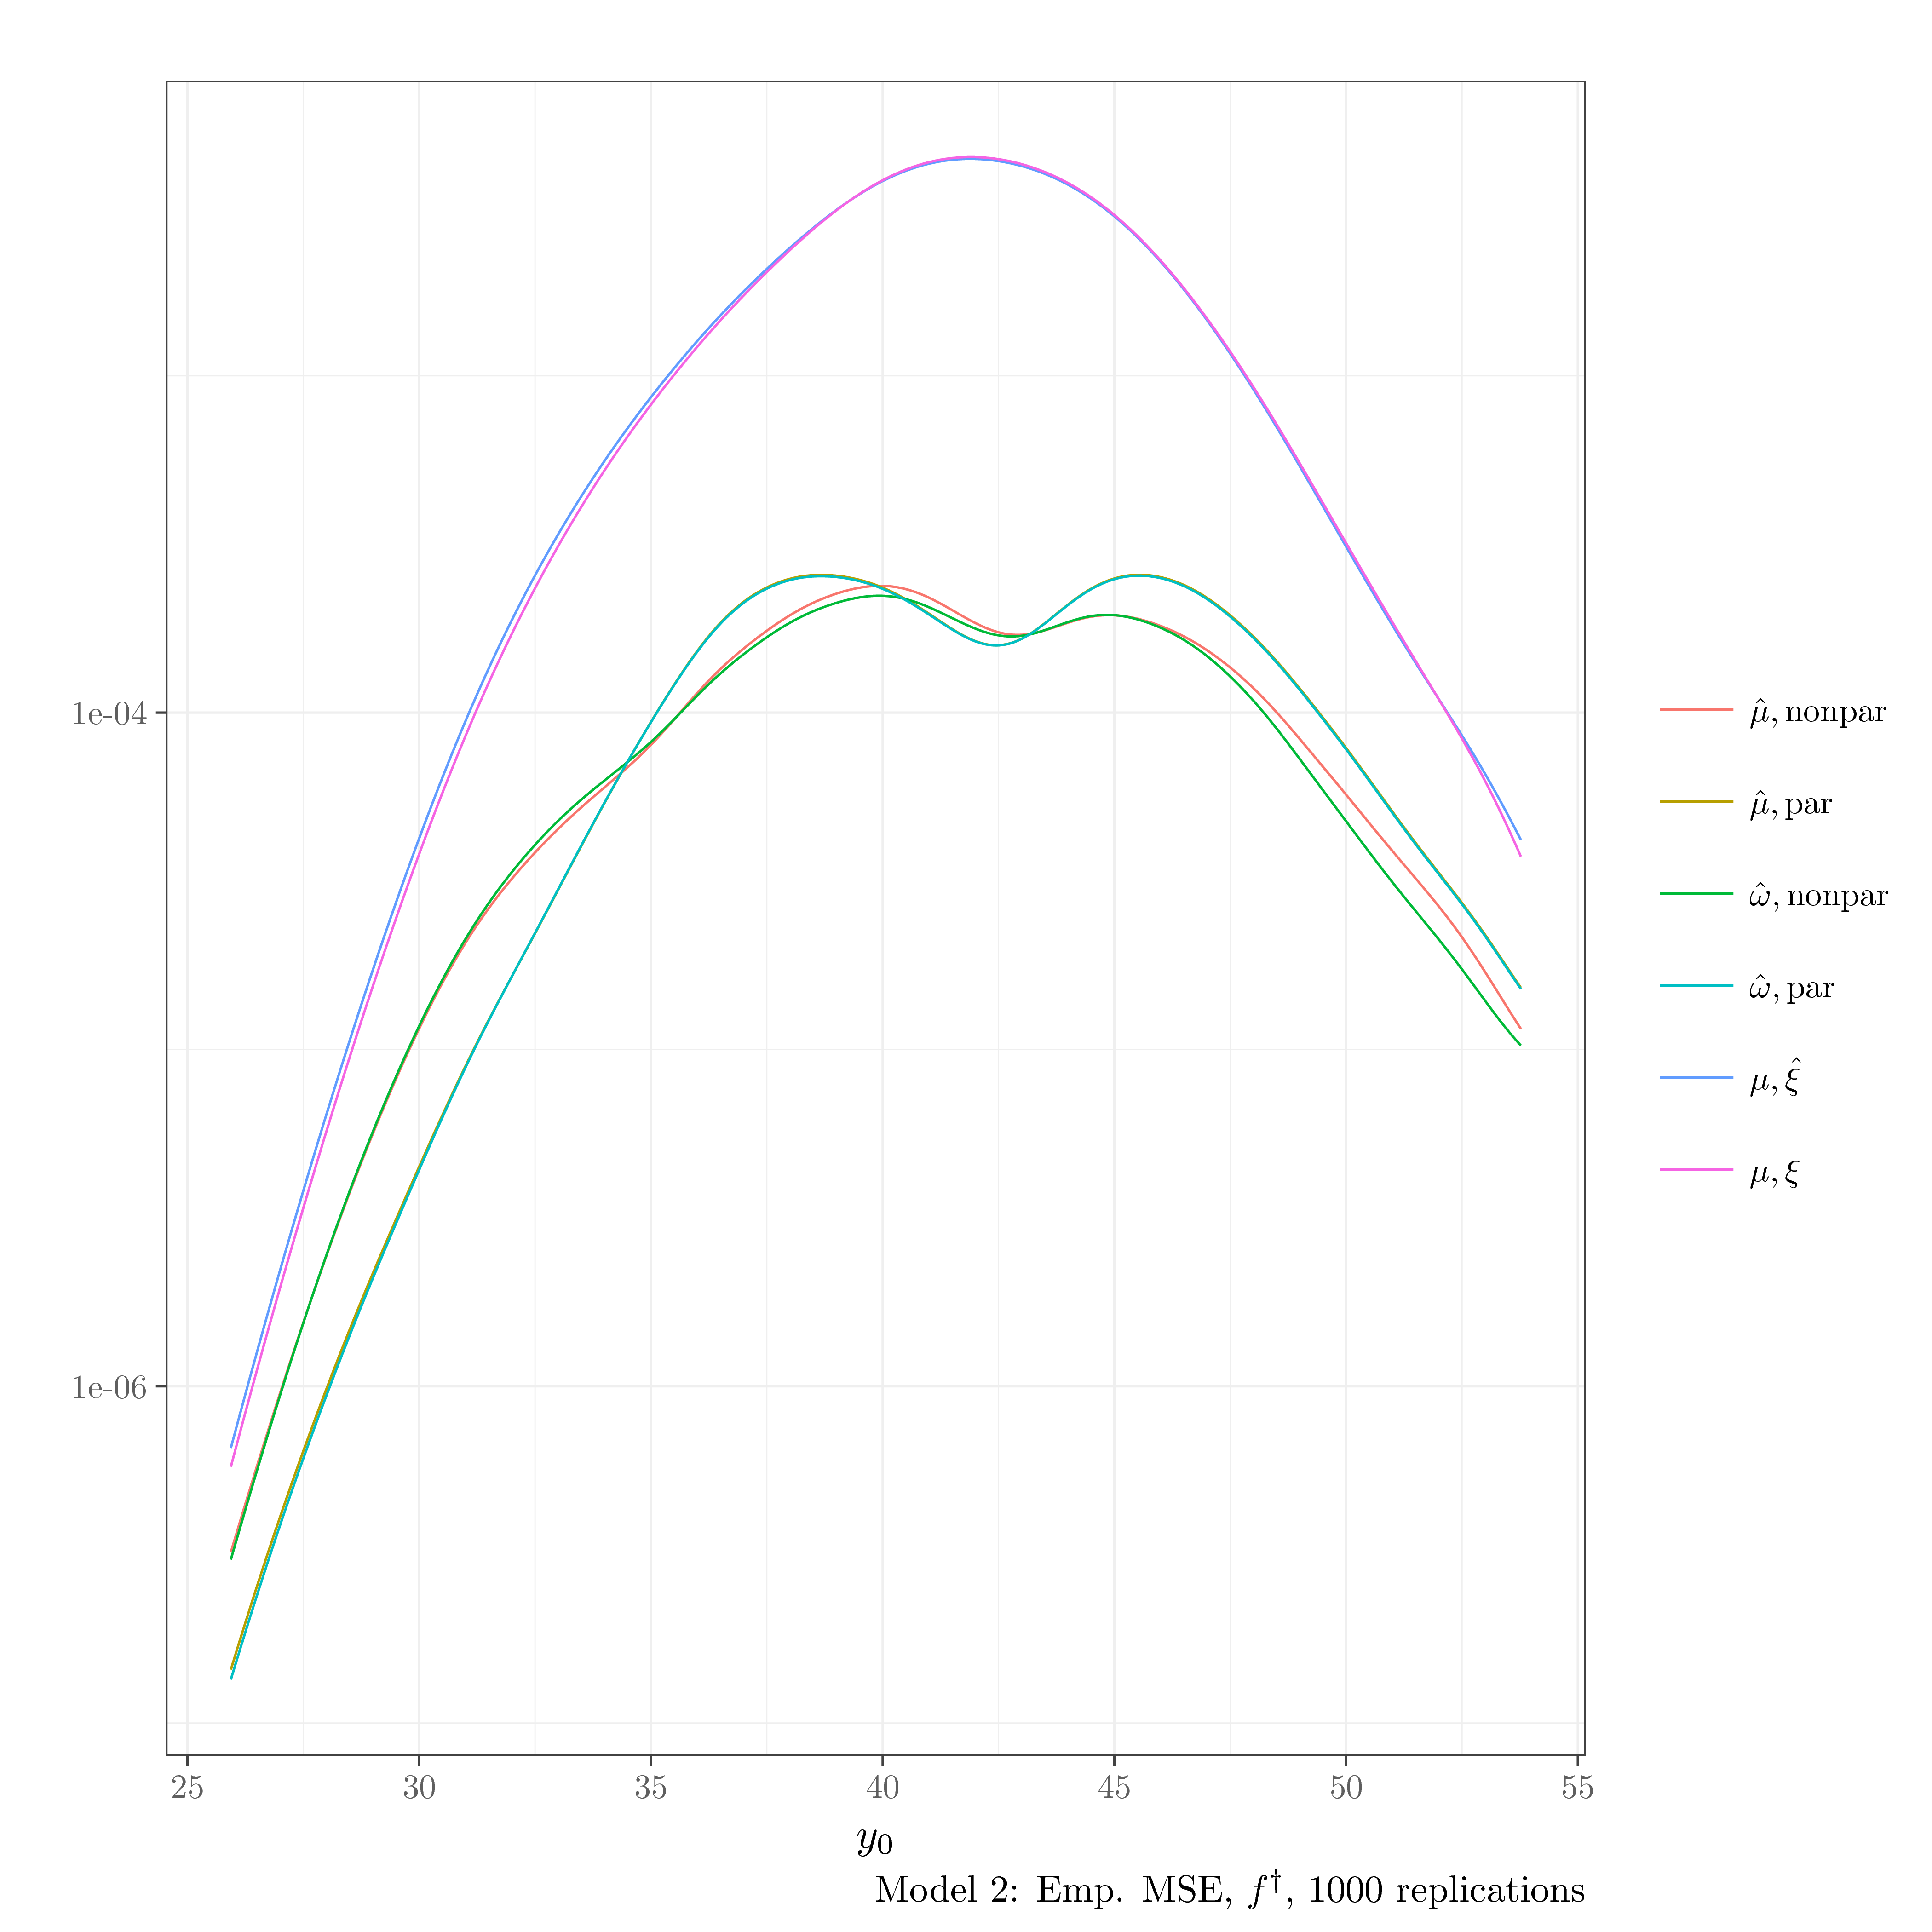 1e-04
1e-06
25 30 35 40 45 50 55
y₀
Model 2: Emp. MSE, f†, 1000 replications
μ̂, nonpar
μ̂, par
ω̂, nonpar
ω̂, par
μ, ξ̂
μ, ξ